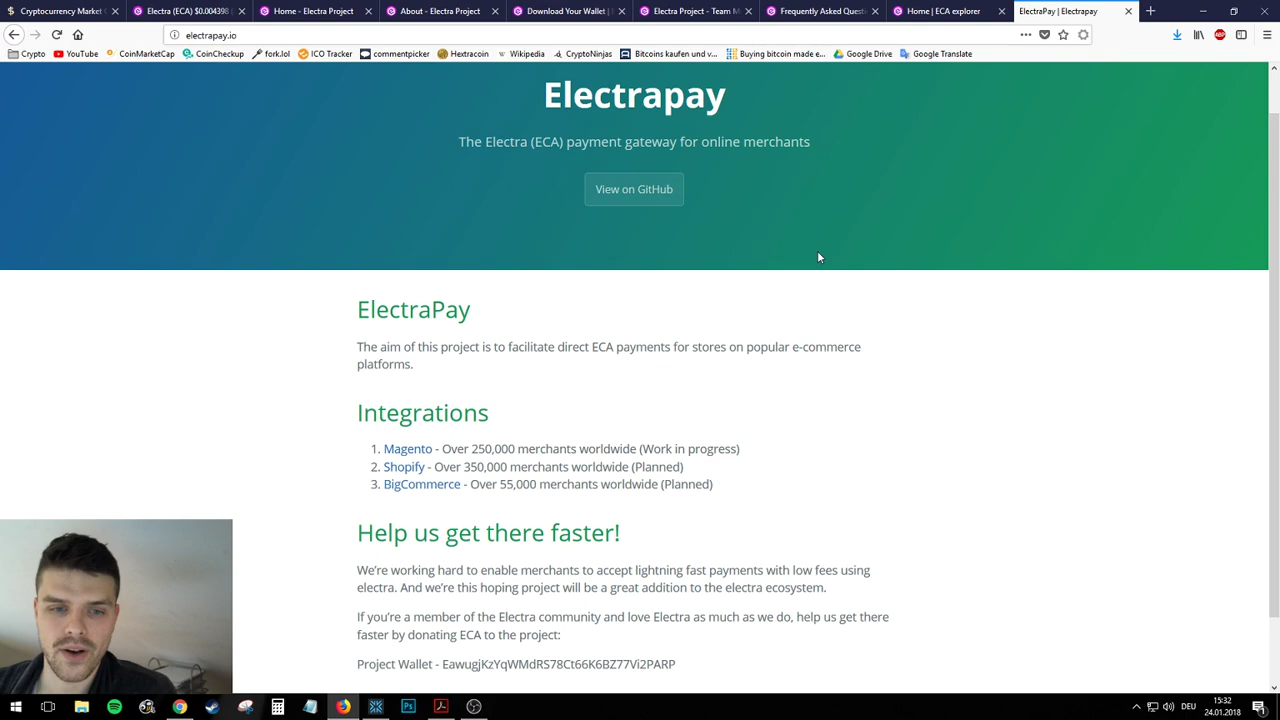 Cryptocurrency Market C
Electra (ECA) $0.004398 (
Home - Electra Project
About - Electra Project
Download Your Wallet | E
Electra Project - Team M
Frequently Asked Questi
Home | ECA explorer
ElectraPay | Electrapay
electrapay.io
Crypto
YouTube
CoinMarketCap
CoinCheckup
fork.lol
ICO Tracker
commentpicker
Hextracoin
Wikipedia
CryptoNinjas
Bitcoins kaufen und v...
Buying bitcoin made e...
Google Drive
Google Translate
Electrapay
The Electra (ECA) payment gateway for online merchants
View on GitHub
ElectraPay
The aim of this project is to facilitate direct ECA payments for stores on popular e-commerce
platforms.
Integrations
1. Magento - Over 250,000 merchants worldwide (Work in progress)
2. Shopify - Over 350,000 merchants worldwide (Planned)
3. BigCommerce - Over 55,000 merchants worldwide (Planned)
Help us get there faster!
We're working hard to enable merchants to accept lightning fast payments with low fees using
electra. And we're this hoping project will be a great addition to the electra ecosystem.
If you're a member of the Electra community and love Electra as much as we do, help us get there
faster by donating ECA to the project:
Project Wallet - EawugjKzYqWMdRS78Ct66K6BZ77Vi2PARP
DEU
15:32
24.01.2018